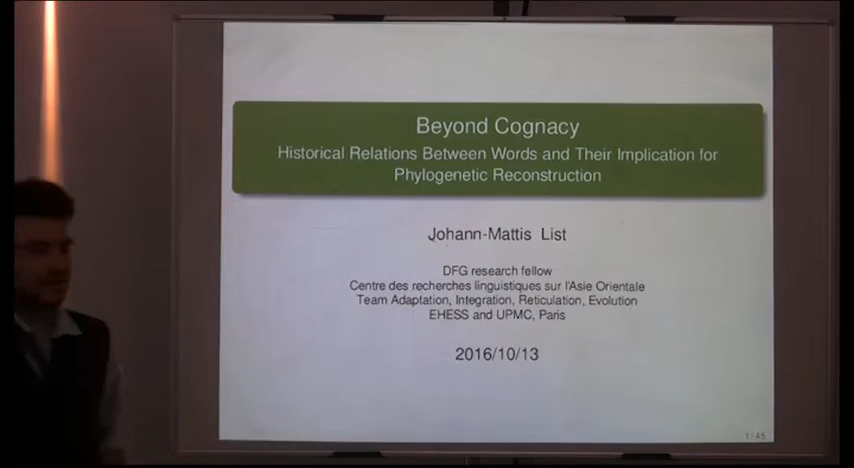 Beyond Cognacy
Historical Relations Between Words and Their Implication for
Phylogenetic Reconstruction
Johann-Mattis List
DFG research fellow
Centre des recherches linguistiques sur l'Asie Orientale
Team Adaptation, Integration, Reticulation, Evolution
EHESS and UPMC, Paris
2016/10/13
1/45